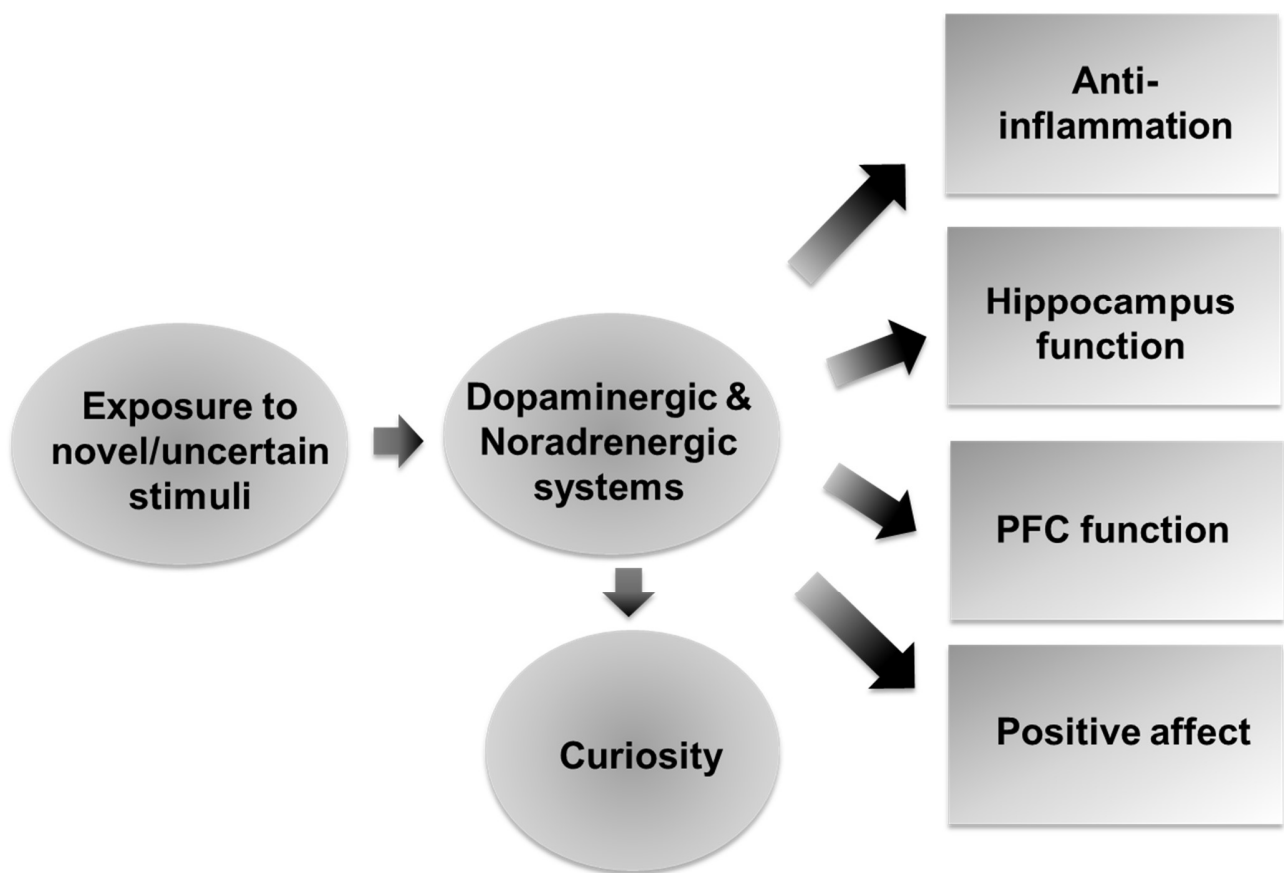 Exposure to
novel/uncertain
stimuli
Dopaminergic &
Noradrenergic
systems
Curiosity
Anti-
inflammation
Hippocampus
function
PFC function
Positive affect